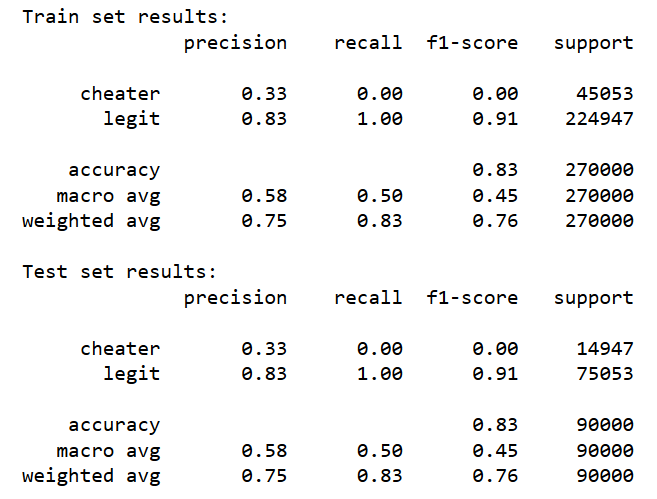 Train set results:
precision recall f1-score support
cheater 0.33 0.00 0.00 45053
legit 0.83 1.00 0.91 224947
accuracy 0.83 270000
macro avg 0.58 0.50 0.45 270000
weighted avg 0.75 0.83 0.76 270000
Test set results:
precision recall f1-score support
cheater 0.33 0.00 0.00 14947
legit 0.83 1.00 0.91 75053
accuracy 0.83 90000
macro avg 0.58 0.50 0.45 90000
weighted avg 0.75 0.83 0.76 90000